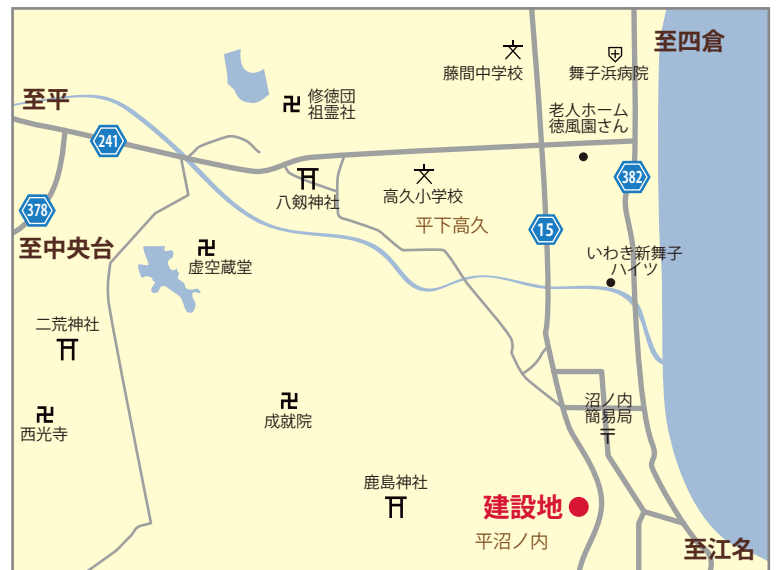 至四倉
藤間中学校
舞子浜病院
至平
修徳団
祖霊社
老人ホーム
徳風園さん
241
382
378
八剱神社
高久小学校
平下高久
15
至中央台
虚空蔵堂
いわき新舞子
ハイツ
二荒神社
沼ノ内
簡易局
〒
成就院
西光寺
鹿島神社
建設地
平沼ノ内
至江名